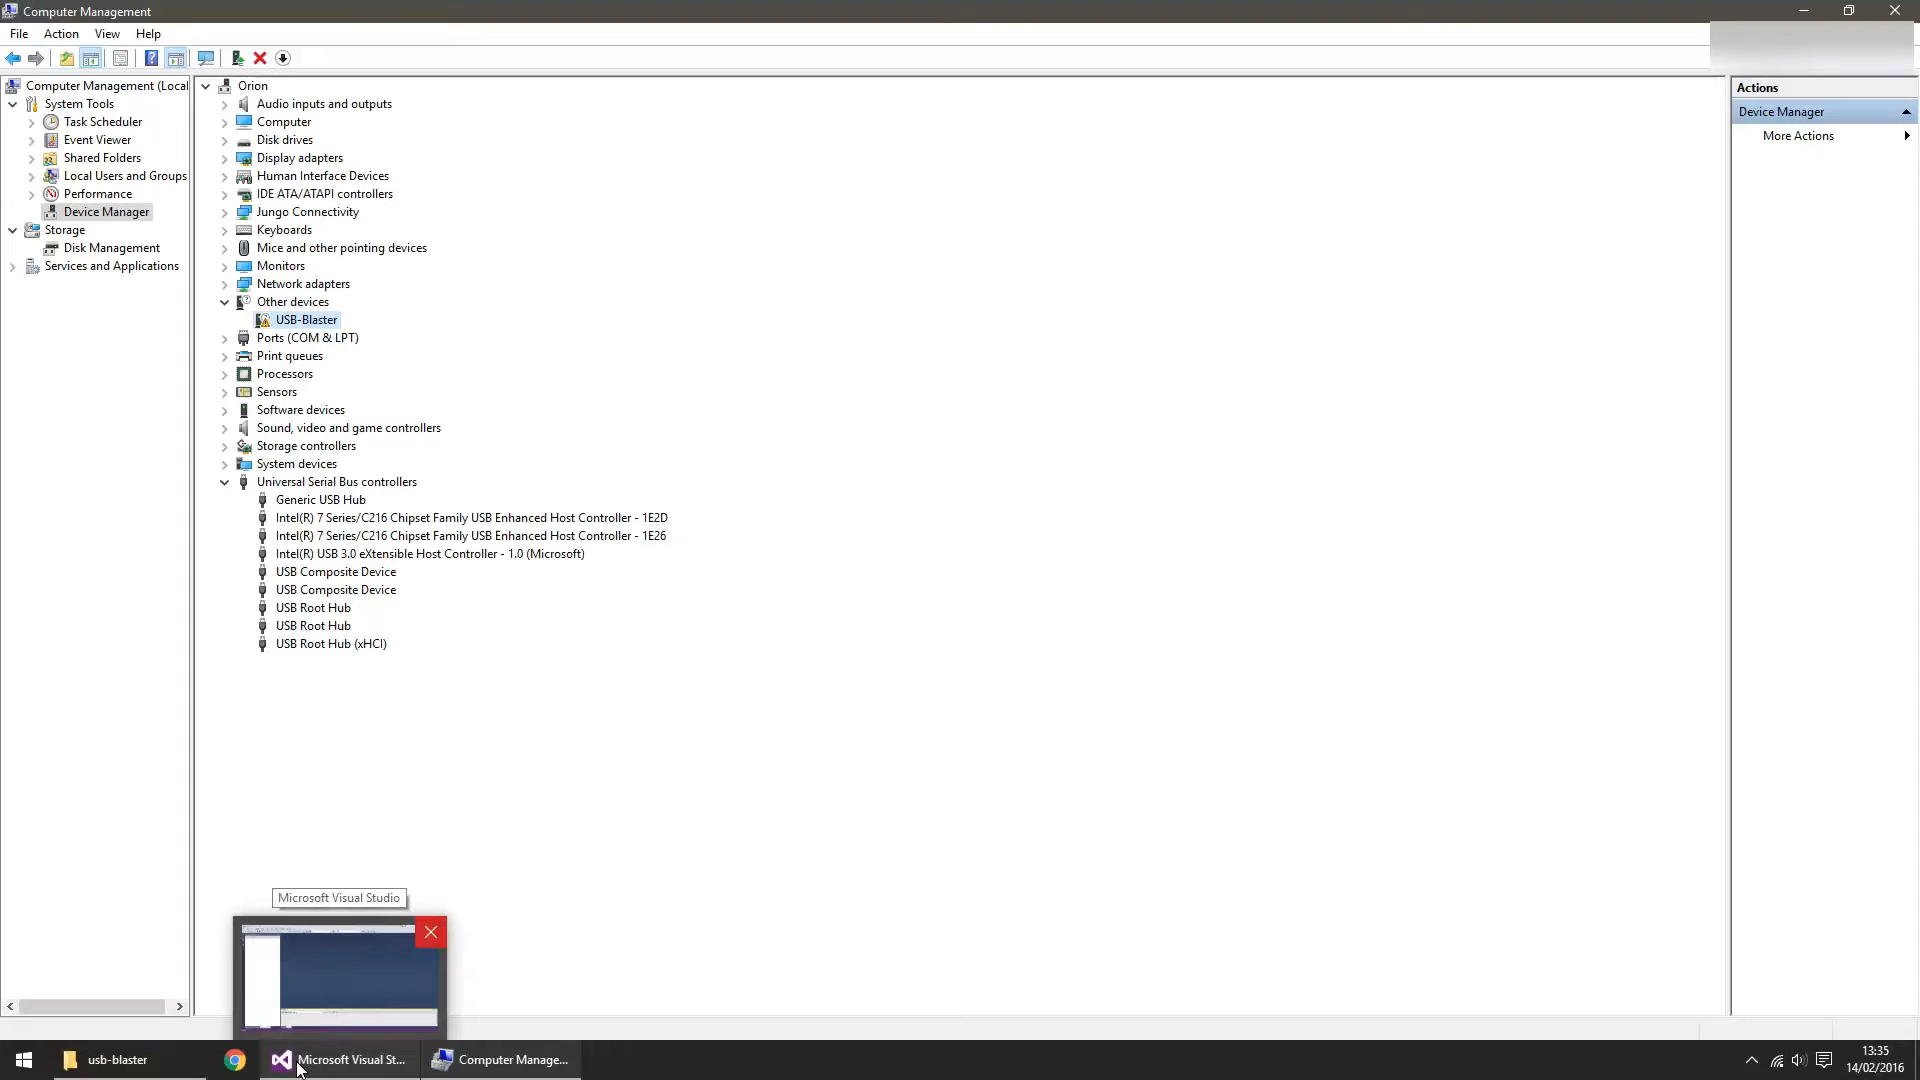 Computer Management
File Action View Help
Computer Management (Local
System Tools
Task Scheduler
Event Viewer
Shared Folders
Local Users and Groups
Performance
Device Manager
Storage
Disk Management
Services and Applications
Orion
Audio inputs and outputs
Computer
Disk drives
Display adapters
Human Interface Devices
IDE ATA/ATAPI controllers
Jungo Connectivity
Keyboards
Mice and other pointing devices
Monitors
Network adapters
Other devices
USB-Blaster
Ports (COM & LPT)
Print queues
Processors
Sensors
Software devices
Sound, video and game controllers
Storage controllers
System devices
Universal Serial Bus controllers
Generic USB Hub
Intel(R) 7 Series/C216 Chipset Family USB Enhanced Host Controller - 1E2D
Intel(R) 7 Series/C216 Chipset Family USB Enhanced Host Controller - 1E26
Intel(R) USB 3.0 eXtensible Host Controller - 1.0 (Microsoft)
USB Composite Device
USB Composite Device
USB Root Hub
USB Root Hub
USB Root Hub (xHCI)
Actions
Device Manager
More Actions
Microsoft Visual Studio
usb-blaster
Microsoft Visual St...
Computer Manage...
13:35
14/02/2016